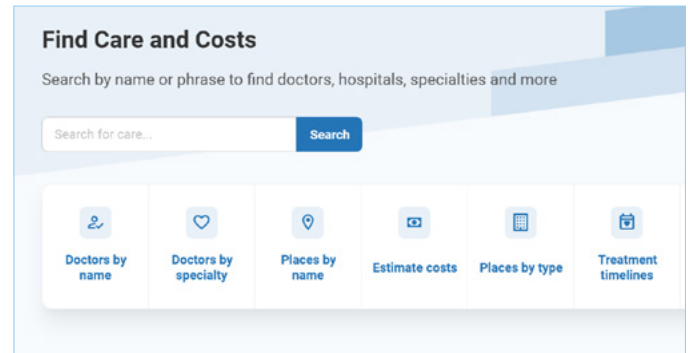 Find Care and Costs
Search by name or phrase to find doctors, hospitals, specialties and more
Search for care...
Search
Doctors by
name
Doctors by
specialty
Places by
name
Estimate costs
Places by type
Treatment
timelines